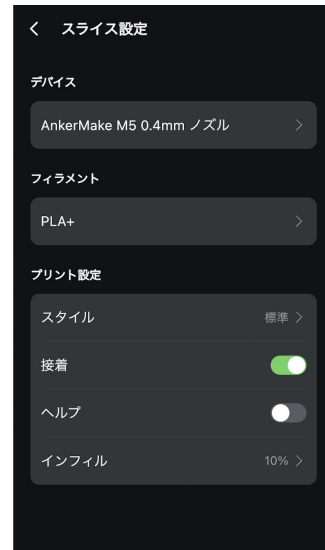 スライス設定
デバイス
AnkerMake M5 0.4mm ノズル
フィラメント
PLA+
プリント設定
スタイル 標準
接着
ヘルプ
インフィル 10%